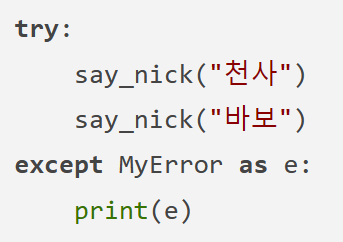 try:
    say_nick("천사")
    say_nick("바보")
except MyError as e:
    print(e)